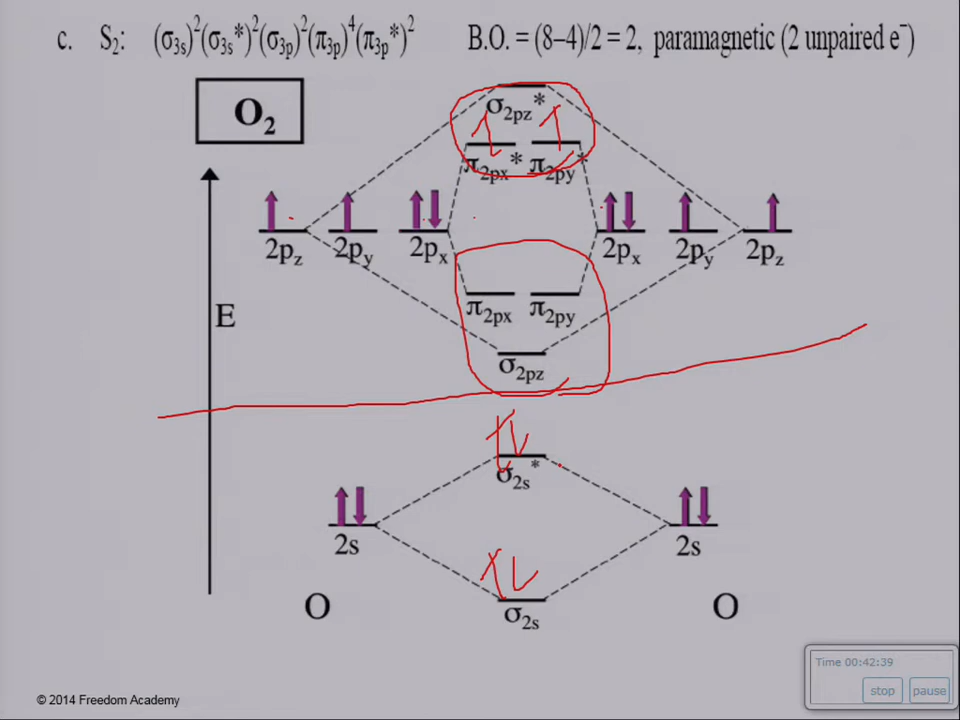 c. S₂: (σ₃ₛ)²(σ₃ₛ*)²(σ₃ₚ)²(π₃ₚ)⁴(π₃ₚ*)² B.O. = (8–4)/2 = 2, paramagnetic (2 unpaired e⁻)
O₂
σ2pz*
π2px* π2py*
2pz 2py 2px 2px 2py 2pz
E
π2px π2py
σ2pz
σ2s*
2s 2s
O O
σ2s
Time 00:42:39
stop pause
© 2014 Freedom Academy